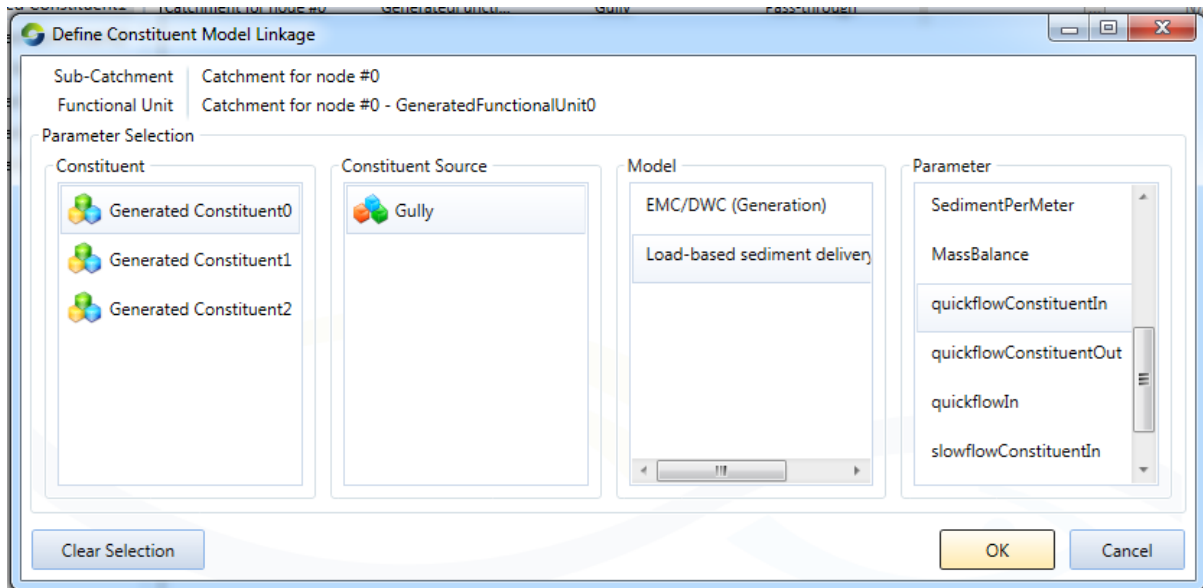 Define Constituent Model Linkage
Sub-Catchment Catchment for node #0
Functional Unit Catchment for node #0 - GeneratedFunctionalUnit0
Parameter Selection
Constituent
Generated Constituent0
Generated Constituent1
Generated Constituent2
Constituent Source
Gully
Model
EMC/DWC (Generation)
Load-based sediment delivery
Parameter
SedimentPerMeter
MassBalance
quickflowConstituentIn
quickflowConstituentOut
quickflowIn
slowflowConstituentIn
Clear Selection
OK
Cancel